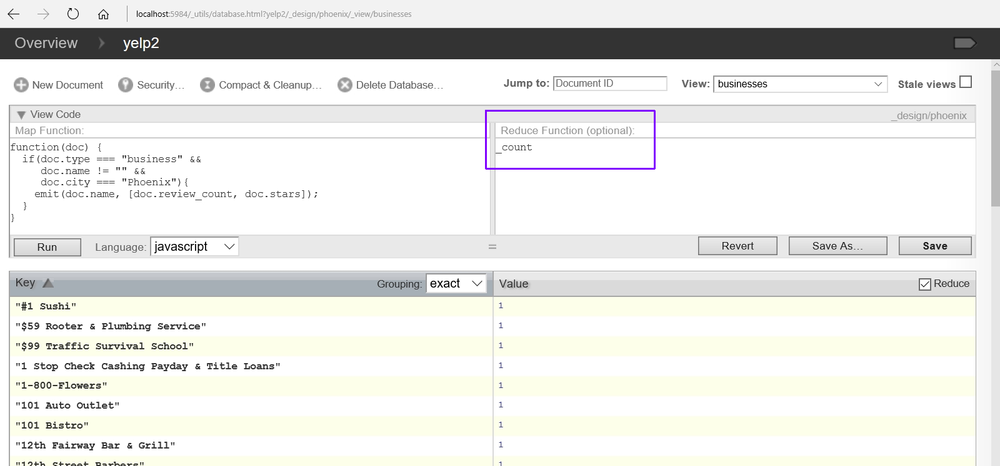 localhost:5984/_utils/database.html?yelp2/_design/phoenix/_view/businesses
Overview yelp2
New Document Security... Compact & Cleanup... Delete Database... Jump to: Document ID View: businesses Stale views
View Code _design/phoenix
Map Function: Reduce Function (optional):
function(doc) { _count
if(doc.type === "business" &&
doc.name != "" &&
doc.city === "Phoenix"){
emit(doc.name, [doc.review_count, doc.stars]);
}
}
Run Language: javascript = Revert Save As... Save
Key Grouping: exact Value Reduce
"#1 Sushi" 1
"$59 Rooter & Plumbing Service" 1
"$99 Traffic Survival School" 1
"1 Stop Check Cashing Payday & Title Loans" 1
"1-800-Flowers" 1
"101 Auto Outlet" 1
"101 Bistro" 1
"12th Fairway Bar & Grill" 1
"12th Street Barbers" 1